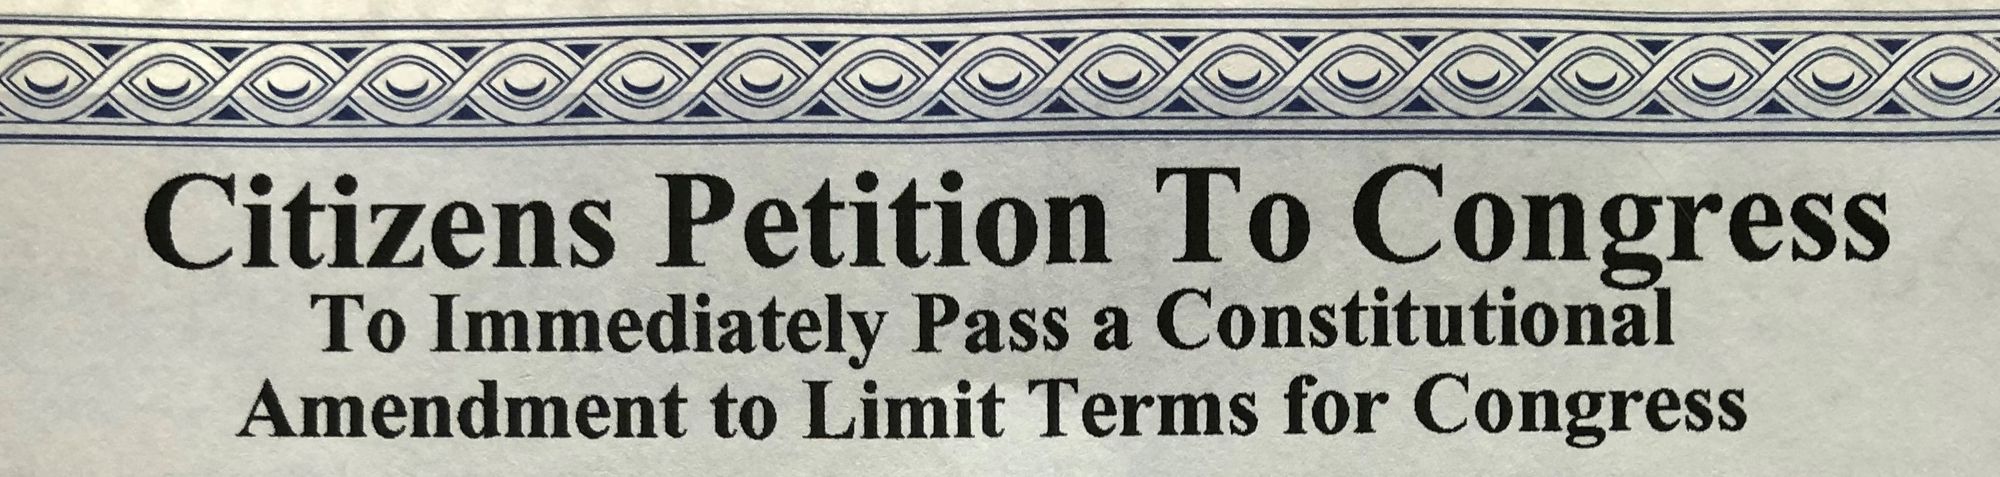 Citizens Petition To Congress
To Immediately Pass a Constitutional
Amendment to Limit Terms for Congress